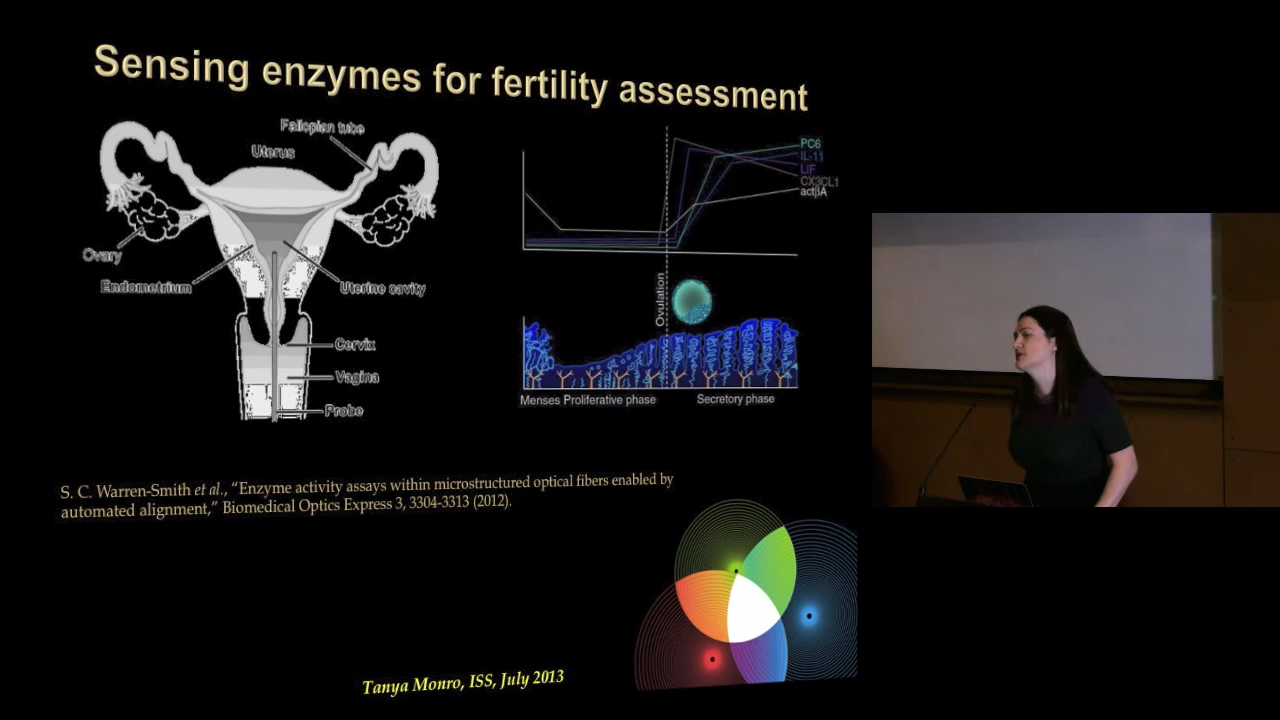 Sensing enzymes for fertility assessment
Fallopian tube
Uterus
Ovary
Endometrium
Uterine cavity
Cervix
Vagina
Probe
PC6
IL-11
LIF
CX3CL1
actβA
Ovulation
Menses Proliferative phase
Secretory phase
S. C. Warren-Smith et al., “Enzyme activity assays within microstructured optical fibers enabled by
automated alignment,” Biomedical Optics Express 3, 3304-3313 (2012).
Tanya Monro, ISS, July 2013